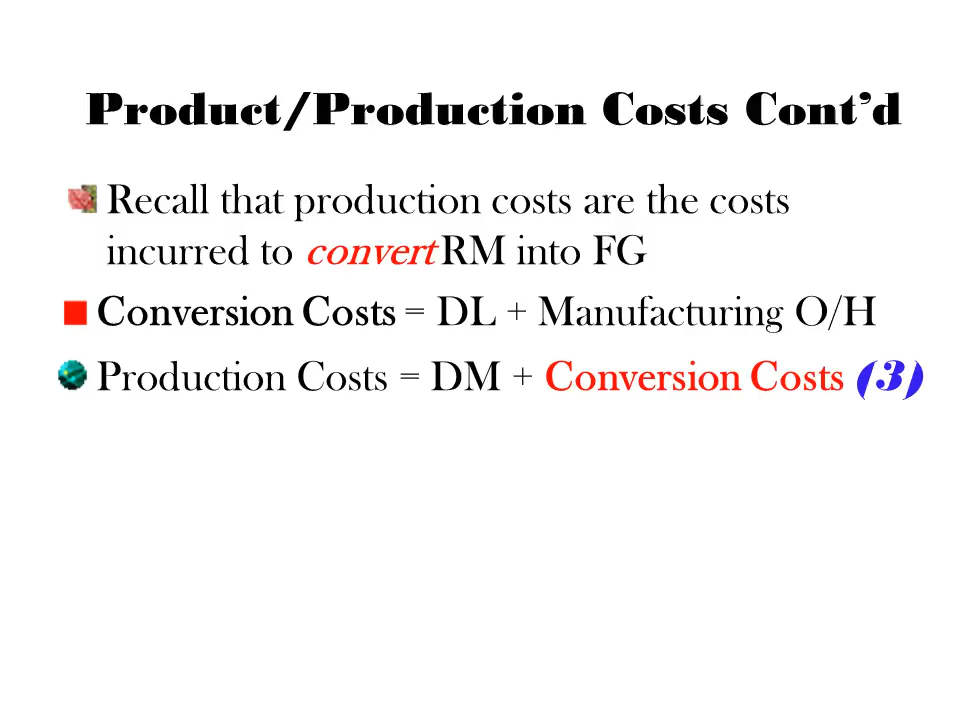 Product/Production Costs Cont’d
Recall that production costs are the costs
incurred to convert RM into FG
Conversion Costs = DL + Manufacturing O/H
Production Costs = DM + Conversion Costs (3)